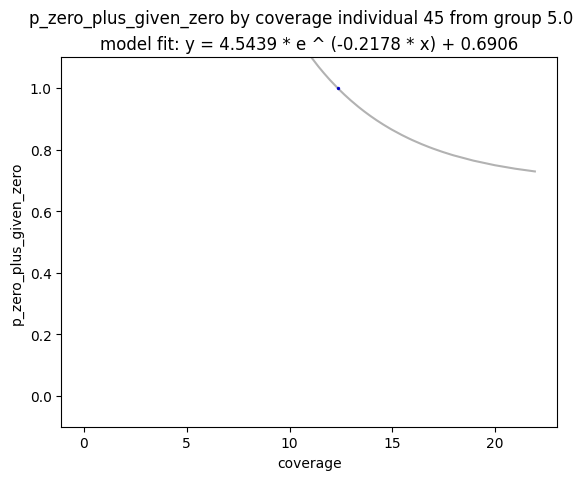 p_zero_plus_given_zero by coverage individual 45 from group 5.0
model fit: y = 4.5439 * e ^ (-0.2178 * x) + 0.6906
1.0
0.8
0.6
0.4
0.2
0.0
p_zero_plus_given_zero
0 5 10 15 20
coverage